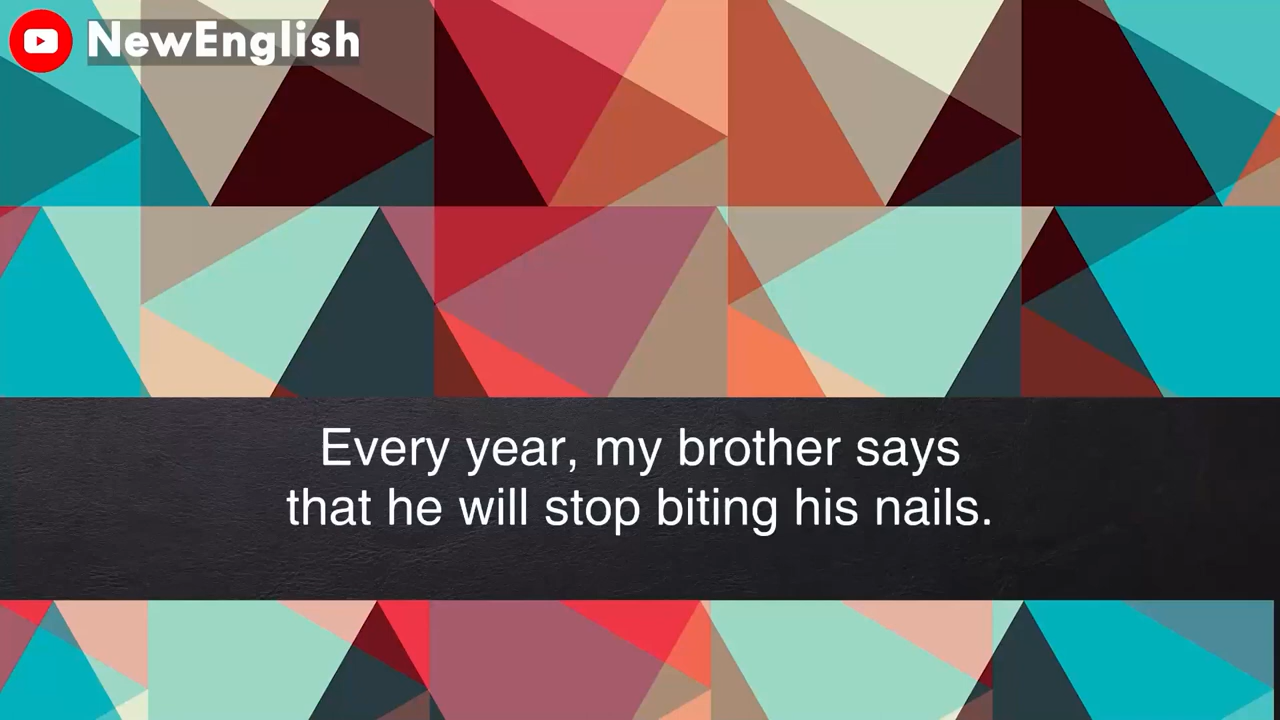 NewEnglish
Every year, my brother says
that he will stop biting his nails.